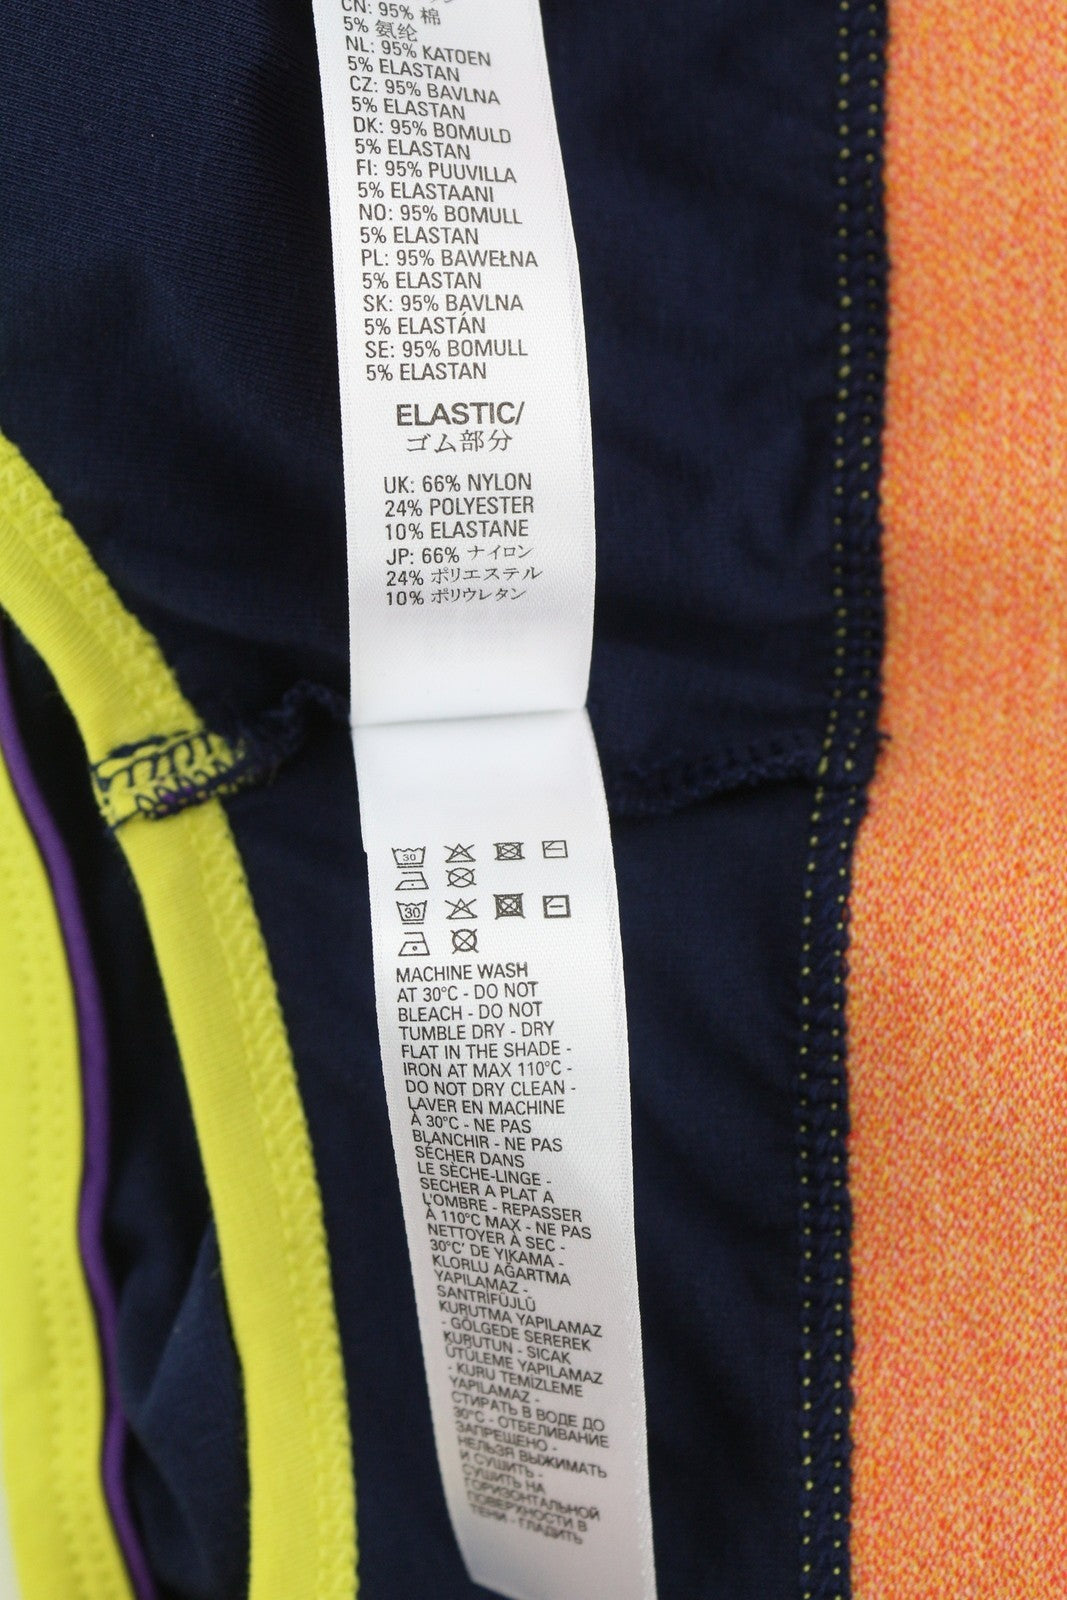 CN: 95% 棉
5% 氨纶
NL: 95% KATOEN
5% ELASTAN
CZ: 95% BAVLNA
5% ELASTAN
DK: 95% BOMULD
5% ELASTAN
FI: 95% PUUVILLA
5% ELASTAANI
NO: 95% BOMULL
5% ELASTAN
PL: 95% BAWEŁNA
5% ELASTAN
SK: 95% BAVLNA
5% ELASTÁN
SE: 95% BOMULL
5% ELASTAN
ELASTIC/
ゴム部分
UK: 66% NYLON
24% POLYESTER
10% ELASTANE
JP: 66% ナイロン
24% ポリエステル
10% ポリウレタン
30
30
MACHINE WASH
AT 30°C - DO NOT
BLEACH - DO NOT
TUMBLE DRY - DRY
FLAT IN THE SHADE -
IRON AT MAX 110°C -
DO NOT DRY CLEAN -
LAVER EN MACHINE
À 30°C - NE PAS
BLANCHIR - NE PAS
SÉCHER DANS
LE SÈCHE-LINGE -
SECHER A PLAT A
L'OMBRE - REPASSER
À 110°C MAX - NE PAS
NETTOYER À SEC -
30°C' DE YIKAMA -
KLORLU AĞARTMA
YAPILAMAZ -
SANTRİFÜJLÜ
KURUTMA YAPILAMAZ
- GÖLGEDE SEREREK
KURUTUN - SICAK
ÜTÜLEME YAPILAMAZ
- KURU TEMİZLEME
YAPILAMAZ -
СТИРАТЬ В ВОДЕ ДО
30°C - ОТБЕЛИВАНИЕ
ЗАПРЕЩЕНО -
НЕЛЬЗЯ ВЫЖИМАТЬ
И СУШИТЬ -
СУШИТЬ НА
ГОРИЗОНТАЛЬНОЙ
ПОВЕРХНОСТИ В
ТЕНИ - ГЛАДИТЬ